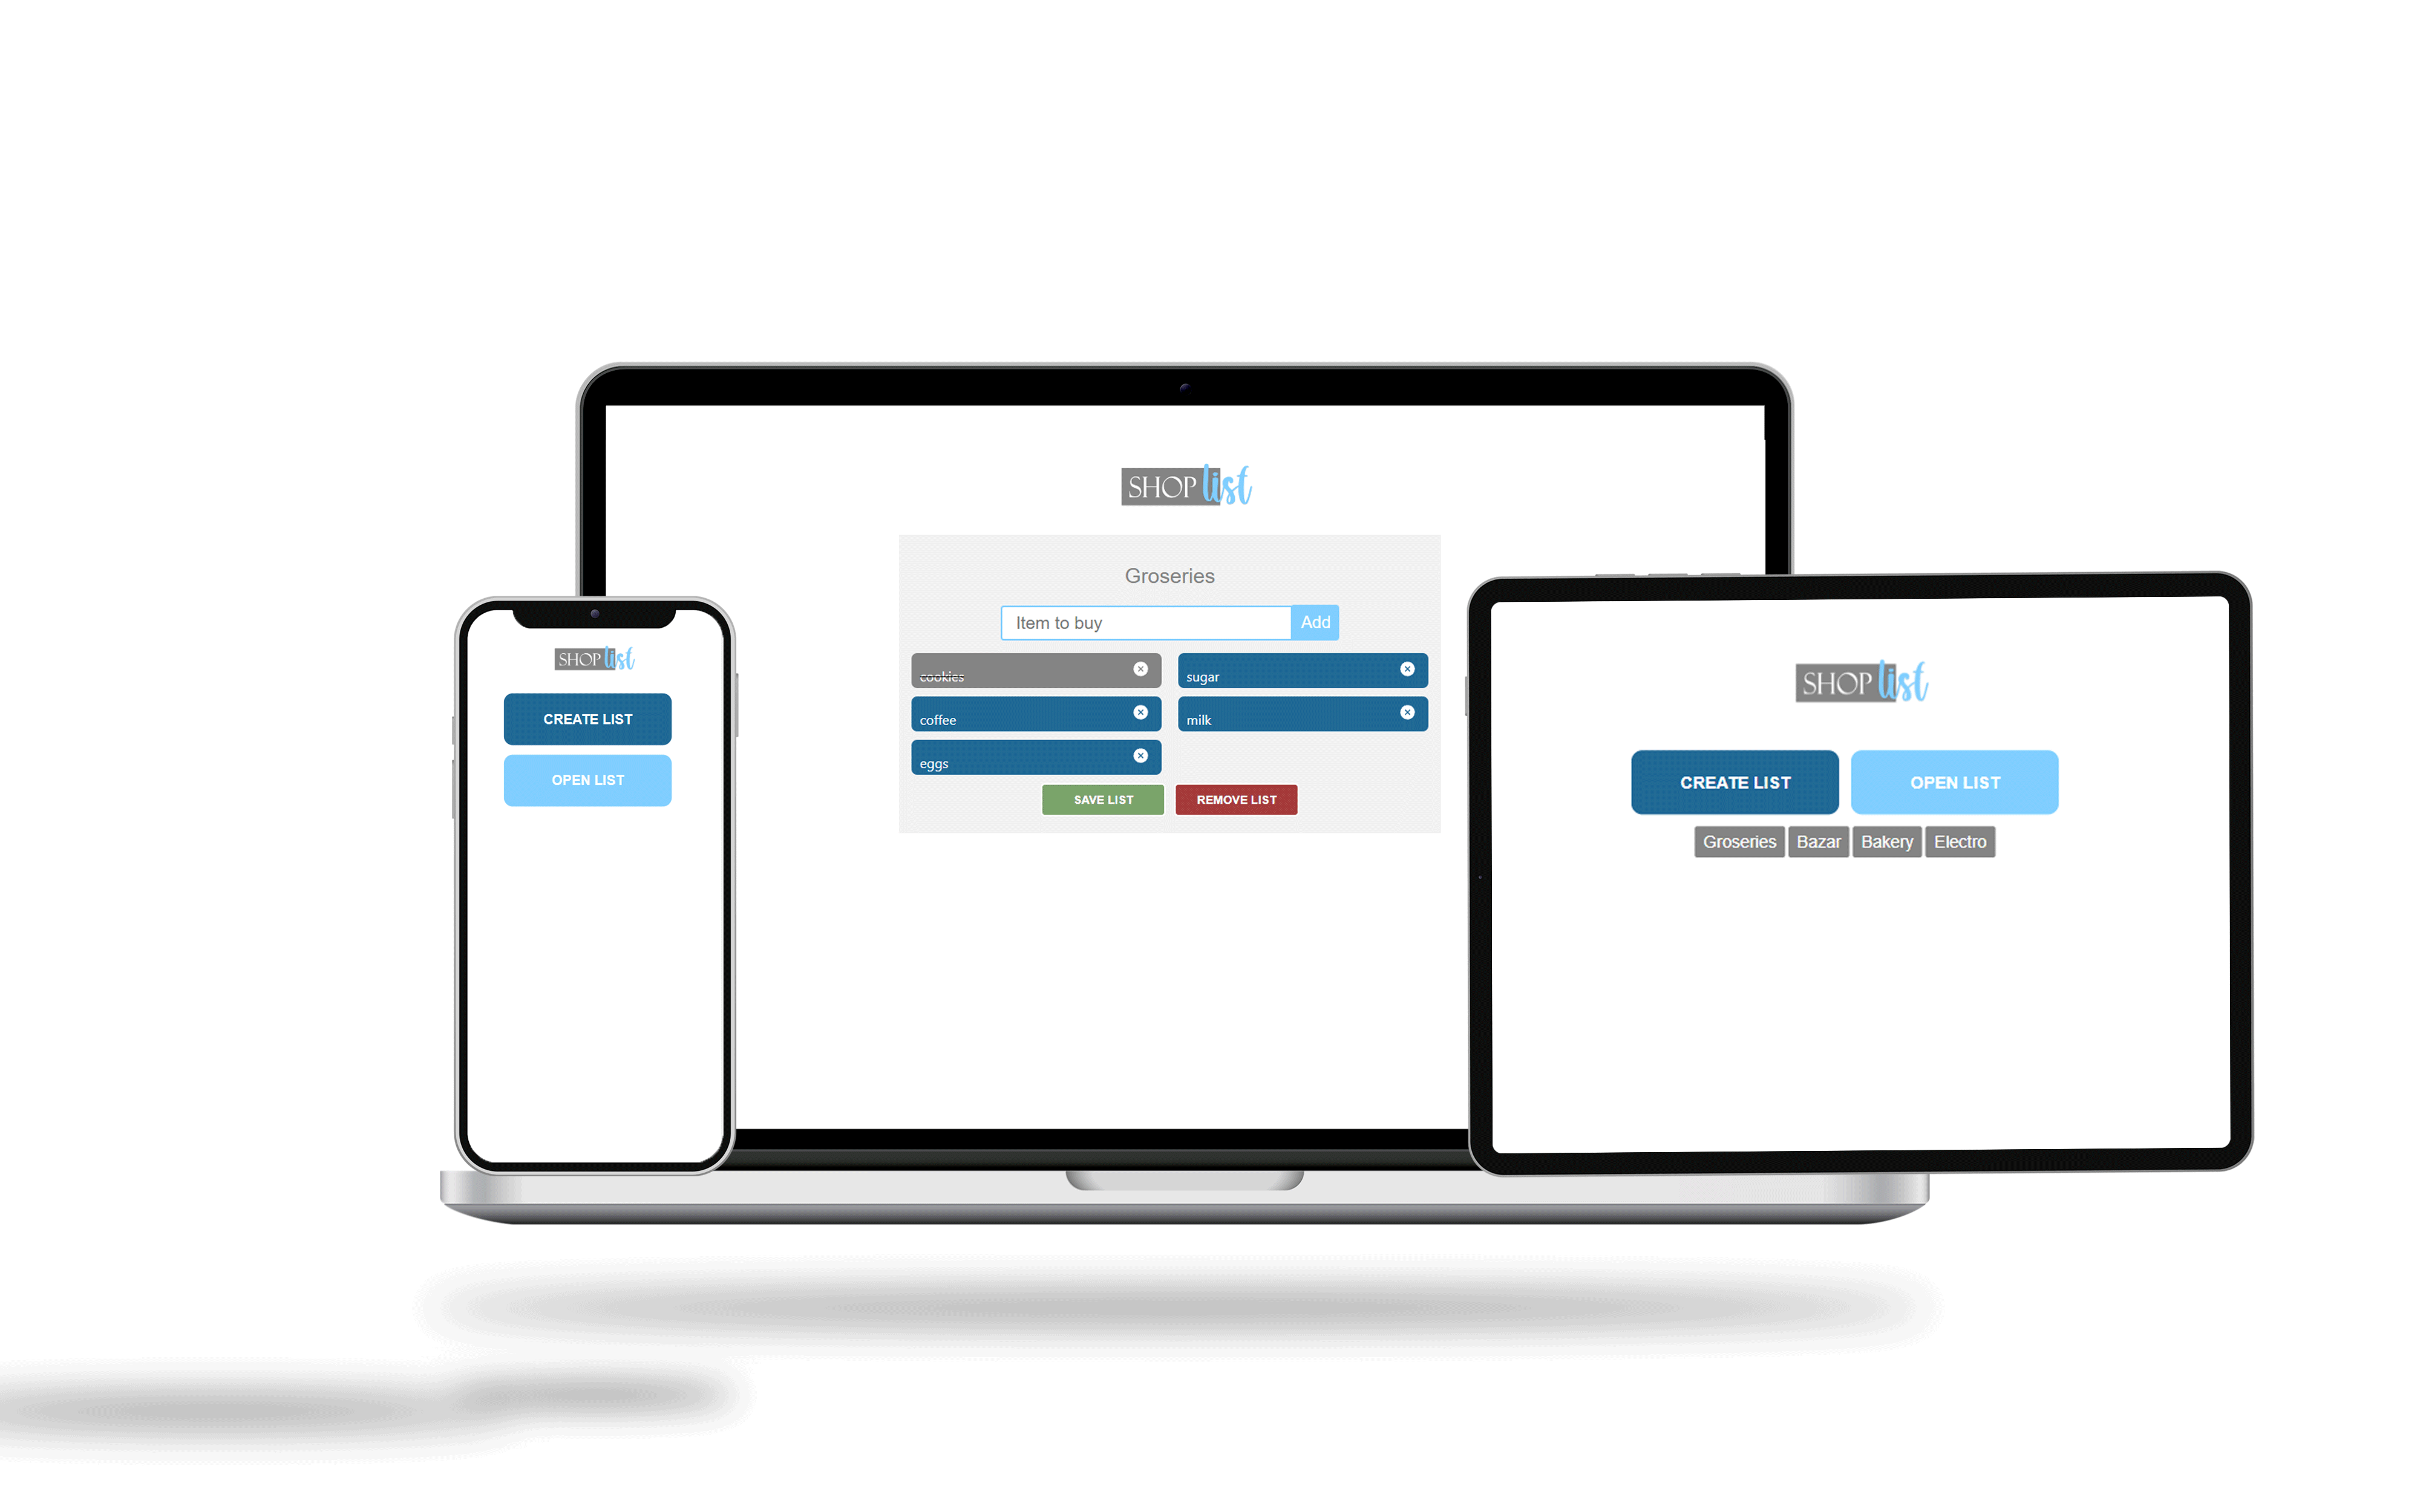 SHOP list
Groseries
Item to buy Add
cookies
sugar
coffee
milk
eggs
SAVE LIST
REMOVE LIST
SHOP list
CREATE LIST
OPEN LIST
SHOP list
CREATE LIST
OPEN LIST
Groseries Bazar Bakery Electro